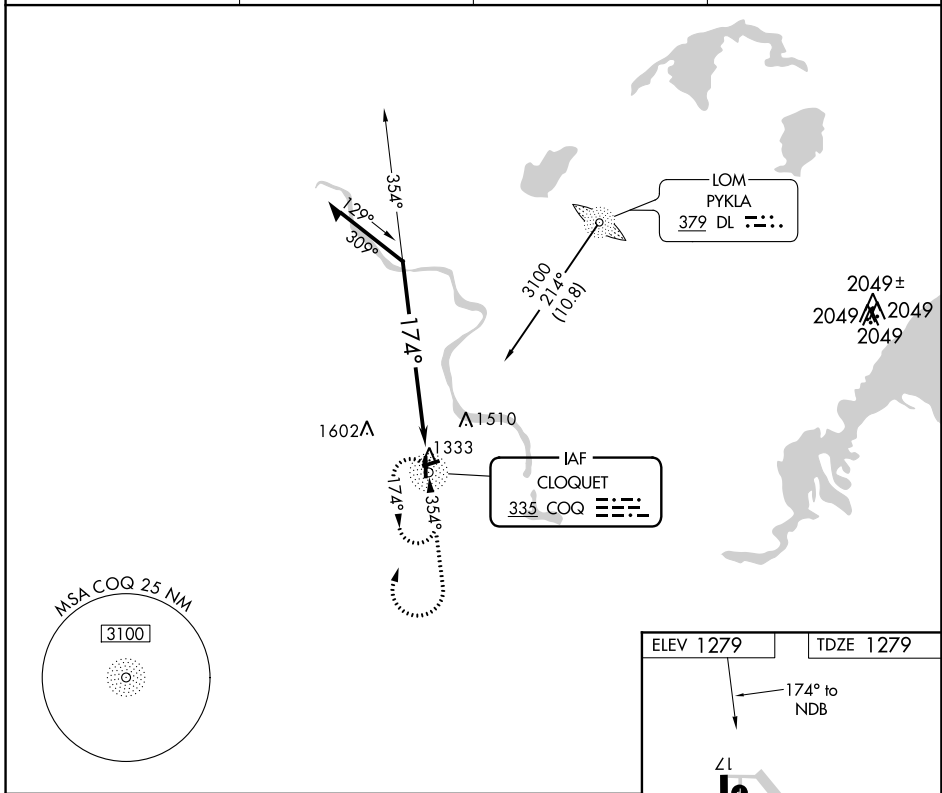 354°
129°
309°
174°
LOM
PYKLA
379 DL
3100
214°
(10.8)
2049±
2049
2049
2049
1602
1510
1333
IAF
CLOQUET
335 COQ
174°
354°
MSA COQ 25 NM
3100
ELEV 1279
TDZE 1279
174° to
NDB
17